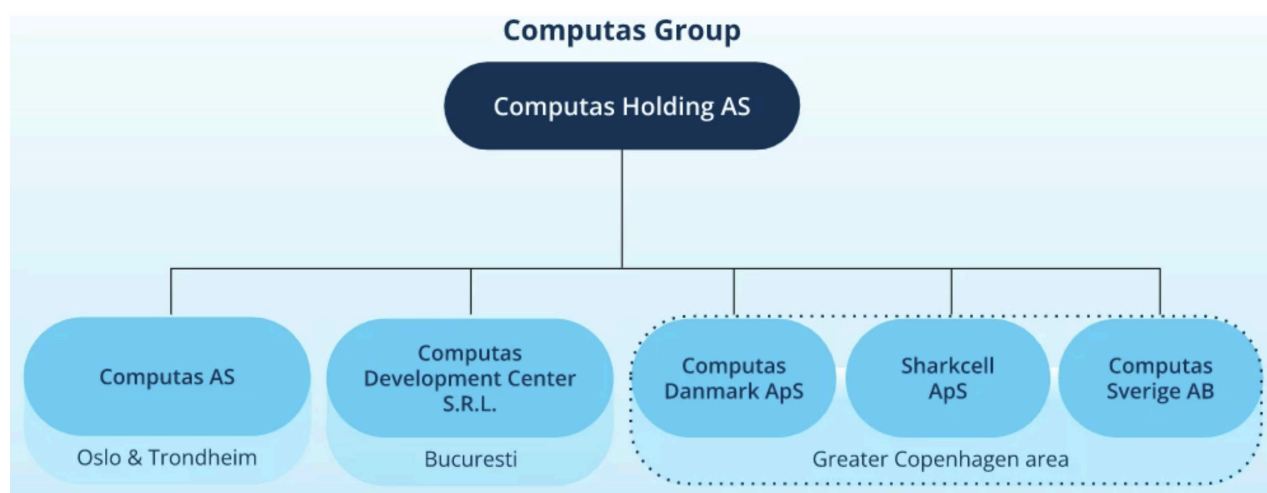 Computas Group
Computas Holding AS
Computas AS
Oslo & Trondheim
Computas
Development Center
S.R.L.
Bucuresti
Computas
Danmark ApS
Sharkcell
ApS
Computas
Sverige AB
Greater Copenhagen area